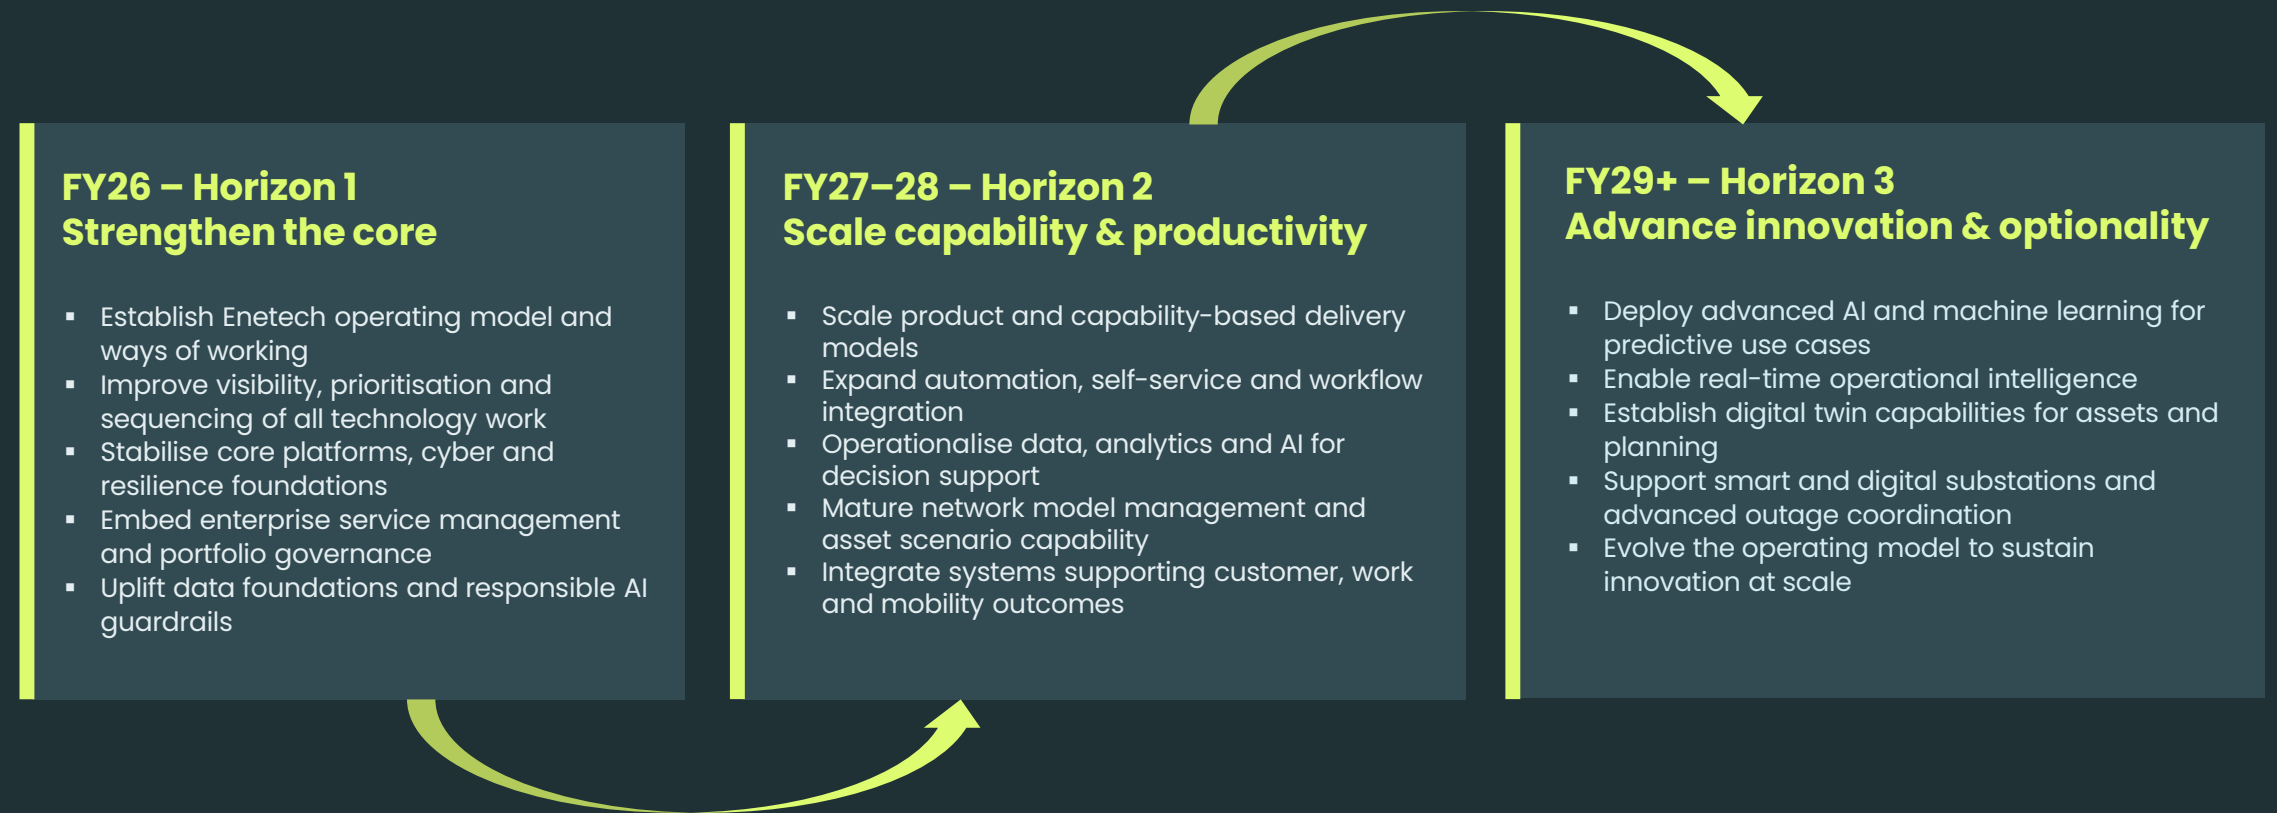 FY26 – Horizon 1
Strengthen the core
▪ Establish Enetech operating model and
ways of working
▪ Improve visibility, prioritisation and
sequencing of all technology work
▪ Stabilise core platforms, cyber and
resilience foundations
▪ Embed enterprise service management
and portfolio governance
▪ Uplift data foundations and responsible AI
guardrails
FY27–28 – Horizon 2
Scale capability & productivity
▪ Scale product and capability-based delivery
models
▪ Expand automation, self-service and workflow
integration
▪ Operationalise data, analytics and AI for
decision support
▪ Mature network model management and
asset scenario capability
▪ Integrate systems supporting customer, work
and mobility outcomes
FY29+ – Horizon 3
Advance innovation & optionality
▪ Deploy advanced AI and machine learning for
predictive use cases
▪ Enable real-time operational intelligence
▪ Establish digital twin capabilities for assets and
planning
▪ Support smart and digital substations and
advanced outage coordination
▪ Evolve the operating model to sustain
innovation at scale